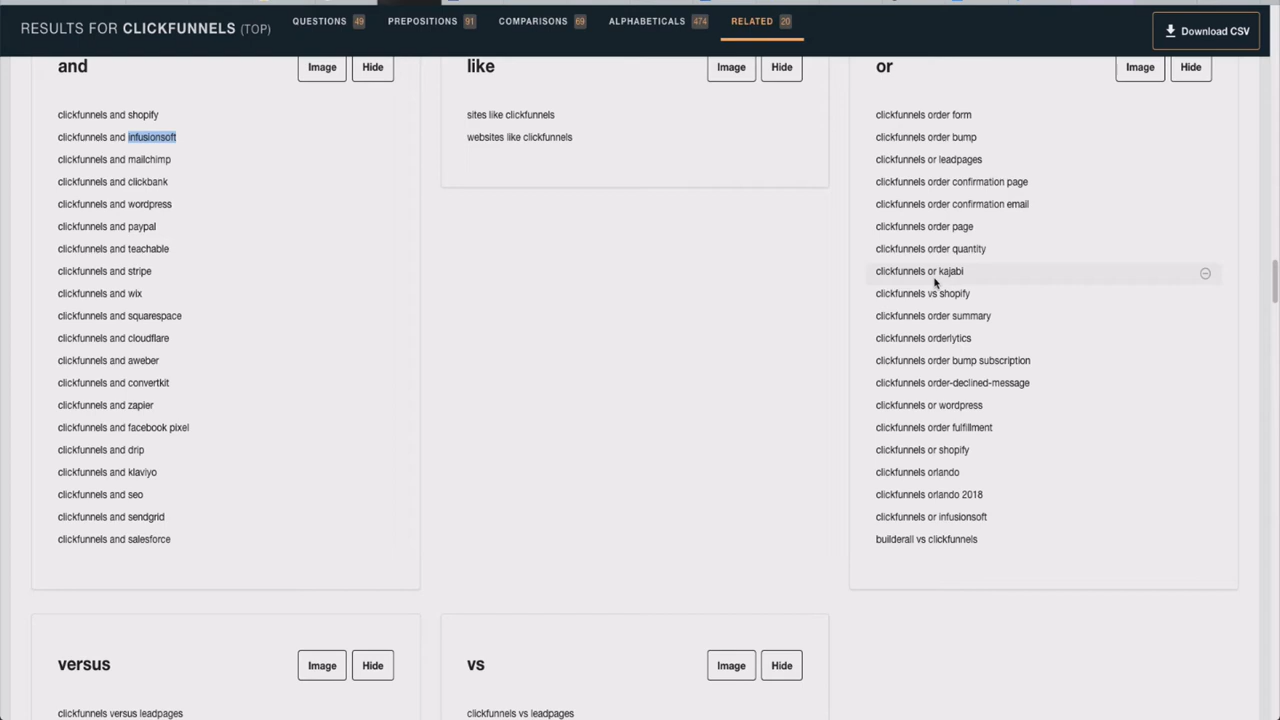 RESULTS FOR CLICKFUNNELS (TOP)
QUESTIONS 49
PREPOSITIONS 91
COMPARISONS 69
ALPHABETICALS 474
RELATED 20
Download CSV
and
Image
Hide
clickfunnels and shopify
clickfunnels and infusionsoft
clickfunnels and mailchimp
clickfunnels and clickbank
clickfunnels and wordpress
clickfunnels and paypal
clickfunnels and teachable
clickfunnels and stripe
clickfunnels and wix
clickfunnels and squarespace
clickfunnels and cloudflare
clickfunnels and aweber
clickfunnels and convertkit
clickfunnels and zapier
clickfunnels and facebook pixel
clickfunnels and drip
clickfunnels and klaviyo
clickfunnels and seo
clickfunnels and sendgrid
clickfunnels and salesforce
like
Image
Hide
sites like clickfunnels
websites like clickfunnels
or
Image
Hide
clickfunnels order form
clickfunnels order bump
clickfunnels or leadpages
clickfunnels order confirmation page
clickfunnels order confirmation email
clickfunnels order page
clickfunnels order quantity
clickfunnels or kajabi
clickfunnels vs shopify
clickfunnels order summary
clickfunnels orderlytics
clickfunnels order bump subscription
clickfunnels order-declined-message
clickfunnels or wordpress
clickfunnels order fulfillment
clickfunnels or shopify
clickfunnels orlando
clickfunnels orlando 2018
clickfunnels or infusionsoft
builderall vs clickfunnels
versus
Image
Hide
clickfunnels versus leadpages
vs
Image
Hide
clickfunnels vs leadpages